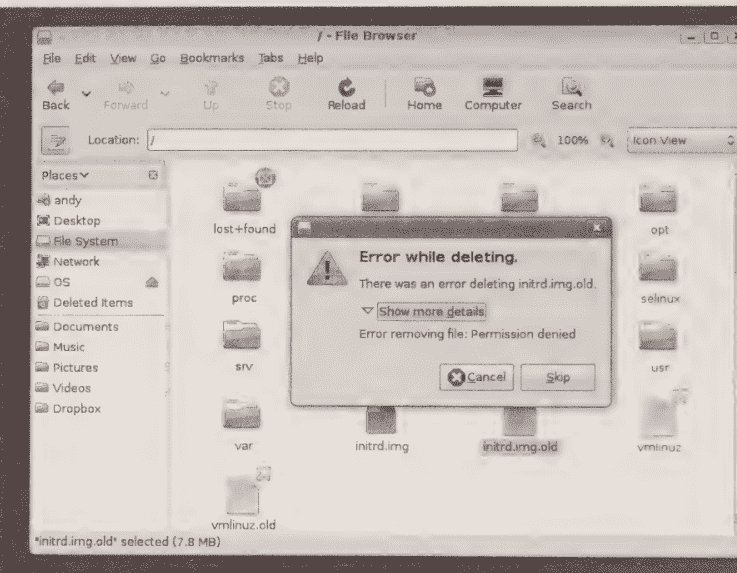 / - File Browser
File Edit View Go Bookmarks Tabs Help
Back Forward Up Stop Reload Home Computer Search
Location: / 100% Icon View
Places
andy
Desktop
File System
Network
OS
Deleted Items
Documents
Music
Pictures
Videos
Dropbox
lost+found
opt
proc
selinux
srv
usr
var
initrd.img
initrd.img.old
vmlinuz
vmlinuz.old
Error while deleting.
There was an error deleting initrd.img.old.
Show more details
Error removing file: Permission denied
Cancel Skip
"initrd.img.old" selected (7.8 MB)